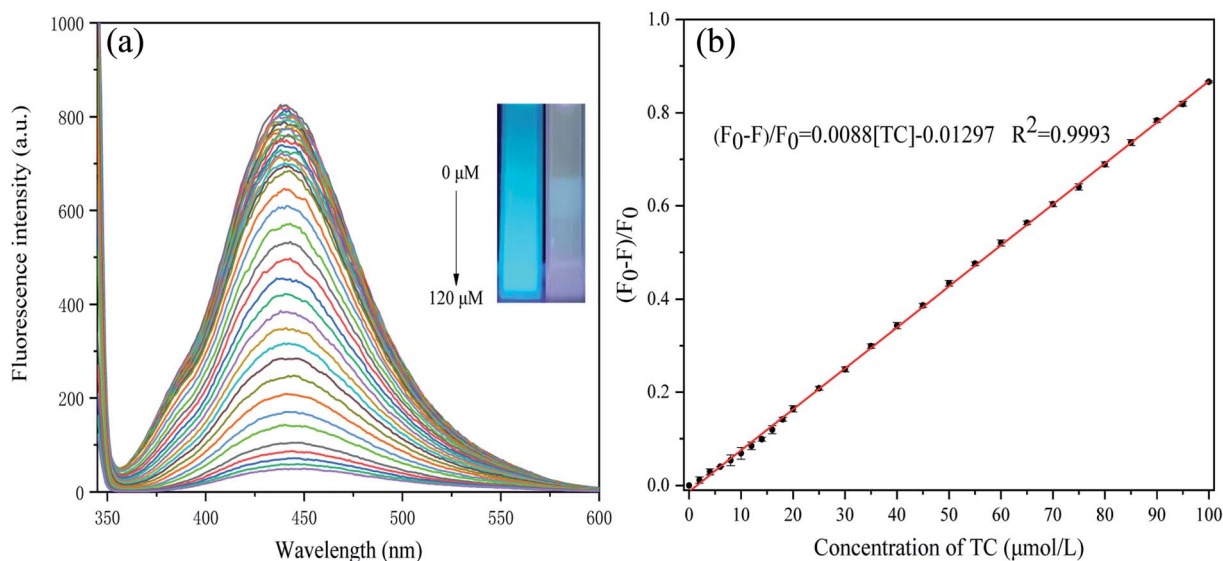 (a)
1000
800
600
400
200
0
Fluorescence intensity (a.u.)
0 μM
120 μM
350 400 450 500 550 600
Wavelength (nm)
(b)
1.0
0.8
0.6
0.4
0.2
0.0
(F0-F)/F0
(F0-F)/F0=0.0088[TC]-0.01297 R2=0.9993
0 10 20 30 40 50 60 70 80 90 100
Concentration of TC (μmol/L)